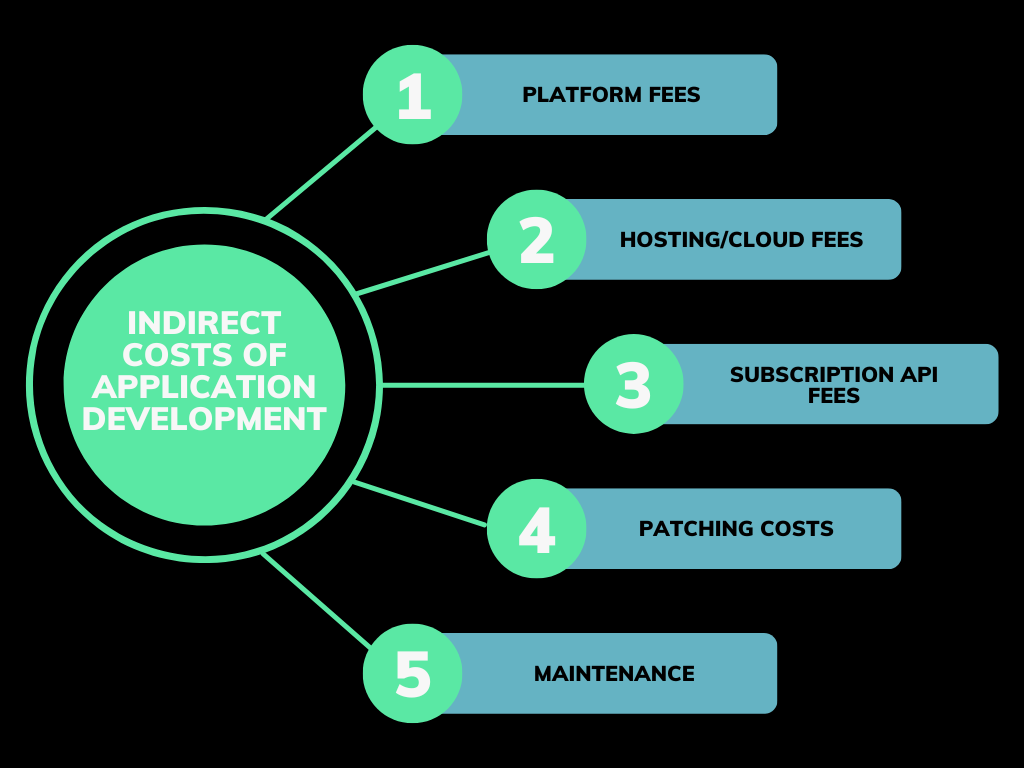 INDIRECT
COSTS OF
APPLICATION
DEVELOPMENT
1
PLATFORM FEES
2
HOSTING/CLOUD FEES
3
SUBSCRIPTION API
FEES
4
PATCHING COSTS
5
MAINTENANCE